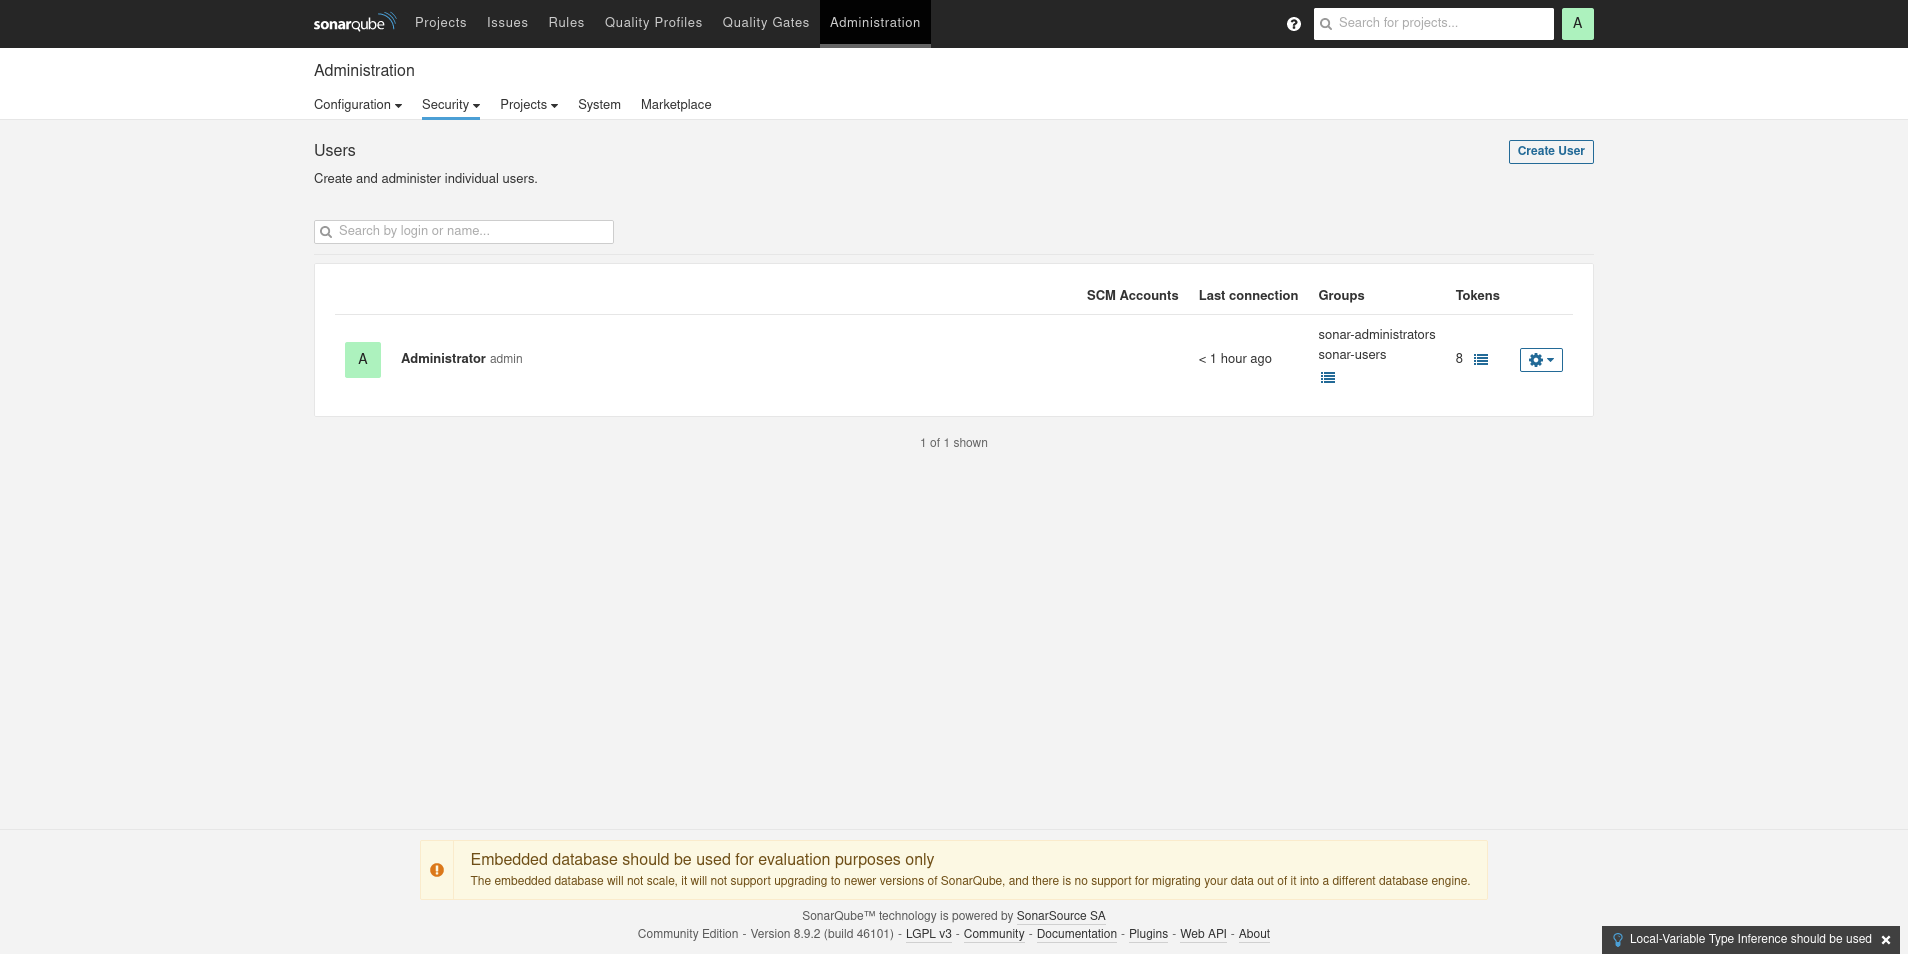 sonarqube Projects Issues Rules Quality Profiles Quality Gates Administration Search for projects... A
Administration
Configuration Security Projects System Marketplace
Users
Create User
Create and administer individual users.
Search by login or name...
SCM Accounts Last connection Groups Tokens
A Administrator admin < 1 hour ago sonar-administrators 8
sonar-users
1 of 1 shown
Embedded database should be used for evaluation purposes only
The embedded database will not scale, it will not support upgrading to newer versions of SonarQube, and there is no support for migrating your data out of it into a different database engine.
SonarQube™ technology is powered by SonarSource SA
Community Edition - Version 8.9.2 (build 46101) - LGPL v3 - Community - Documentation - Plugins - Web API - About
Local-Variable Type Inference should be used